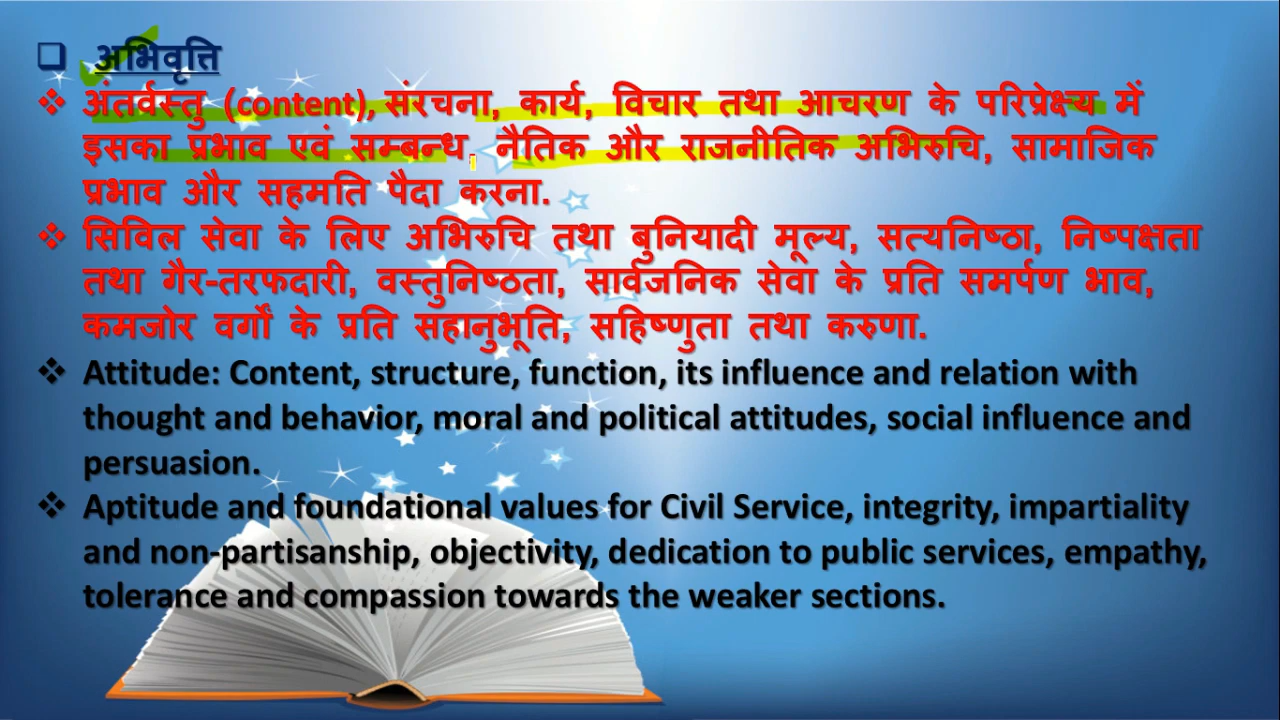 अभिवृत्ति
अंतर्वस्तु (content), संरचना, कार्य, विचार तथा आचरण के परिप्रेक्ष्य में
इसका प्रभाव एवं सम्बन्ध, नैतिक और राजनीतिक अभिरुचि, सामाजिक
प्रभाव और सहमति पैदा करना.
सिविल सेवा के लिए अभिरुचि तथा बुनियादी मूल्य, सत्यनिष्ठा, निष्पक्षता
तथा गैर-तरफदारी, वस्तुनिष्ठता, सार्वजनिक सेवा के प्रति समर्पण भाव,
कमजोर वर्गों के प्रति सहानुभूति, सहिष्णुता तथा करुणा.
Attitude: Content, structure, function, its influence and relation with
thought and behavior, moral and political attitudes, social influence and
persuasion.
Aptitude and foundational values for Civil Service, integrity, impartiality
and non-partisanship, objectivity, dedication to public services, empathy,
tolerance and compassion towards the weaker sections.